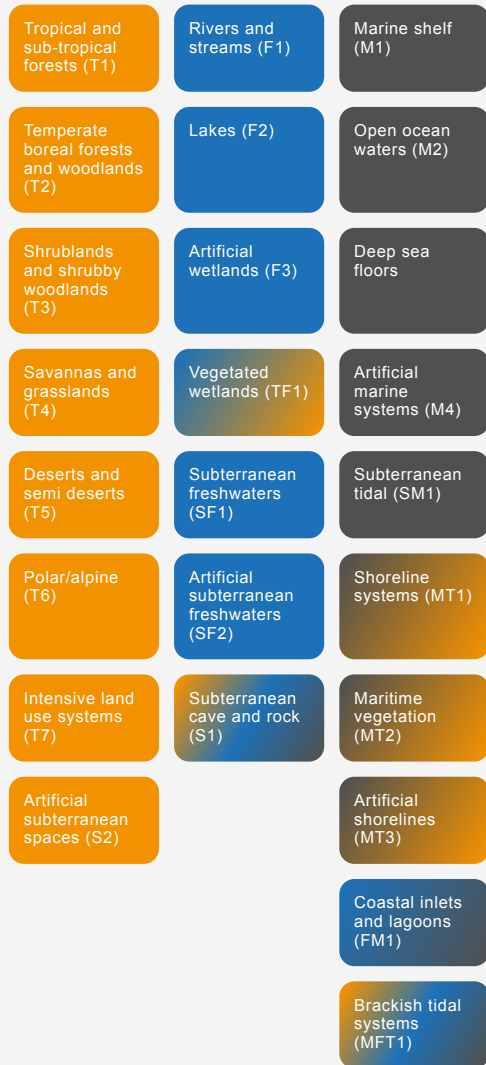 Tropical and
sub-tropical
forests (T1)
Rivers and
streams (F1)
Marine shelf
(M1)
Temperate
boreal forests
and woodlands
(T2)
Lakes (F2)
Open ocean
waters (M2)
Shrublands
and shrubby
woodlands
(T3)
Artificial
wetlands (F3)
Deep sea
floors
Savannas and
grasslands
(T4)
Vegetated
wetlands (TF1)
Artificial
marine
systems (M4)
Deserts and
semi deserts
(T5)
Subterranean
freshwaters
(SF1)
Subterranean
tidal (SM1)
Polar/alpine
(T6)
Artificial
subterranean
freshwaters
(SF2)
Shoreline
systems (MT1)
Intensive land
use systems
(T7)
Subterranean
cave and rock
(S1)
Maritime
vegetation
(MT2)
Artificial
subterranean
spaces (S2)
Artificial
shorelines
(MT3)
Coastal inlets
and lagoons
(FM1)
Brackish tidal
systems
(MFT1)